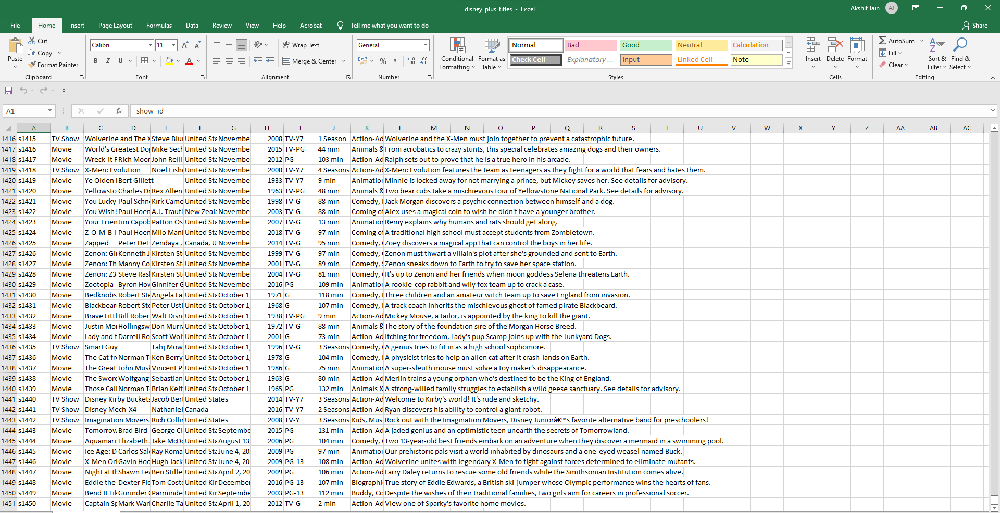 disney_plus_titles - Excel
Akshit Jain AJ
File Home Insert Page Layout Formulas Data Review View Help Acrobat Tell me what you want to do Share
Paste Cut Copy Format Painter Clipboard
Calibri 11 B I U A A A Font
ab Wrap Text Merge & Center Alignment
General % , Number
Conditional Formatting Format as Table
Normal Bad Good Neutral Calculation
Check Cell Explanatory ... Input Linked Cell Note
Styles
Insert Delete Format Cells
AutoSum Fill Clear Sort & Filter Find & Select Editing
A1 fx show_id
A B C D E F G H I J K L M N O P Q R S T U V W X Y Z AA AB AC
1416 s1415 TV Show Wolverine and The X Steve Blu United Sta Novembe 2008 TV-Y7 1 Season Action-Ad Wolverine and the X-Men must join together to prevent a catastrophic future.
1417 s1416 Movie World's Greatest Do Mike Sech United Sta Novembe 2015 TV-PG 44 min Animals & From acrobatics to crazy stunts, this special celebrates amazing dogs and their owners.
1418 s1417 Movie Wreck-It F Rich Moor John Reill United Sta Novembe 2012 PG 103 min Action-Ad Ralph sets out to prove that he is a true hero in his arcade.
1419 s1418 TV Show X-Men: Evolution Noel Fishe United Sta Novembe 2000 TV-Y7 4 Seasons Action-Ad X-Men: Evolution features the team as teenagers as they fight for a world that fears and hates them.
1420 s1419 Movie Ye Olden Bert Gillett United Sta Novembe 1933 TV-Y7 9 min Animation Minnie is locked away for not marrying a prince, but Mickey saves her. See details for advisory.
1421 s1420 Movie Yellowsto Charles Dr Rex Allen United Sta Novembe 1963 TV-PG 48 min Animals & Two bear cubs take a mischievous tour of Yellowstone National Park. See details for advisory.
1422 s1421 Movie You Lucky Paul Schne Kirk Came United Sta Novembe 1998 TV-G 88 min Comedy, Jack Morgan discovers a psychic connection between himself and a dog.
1423 s1422 Movie You Wish! Paul Hoen A.J. Trauth New Zeala Novembe 2003 TV-G 88 min Coming of Alex uses a magical coin to wish he didn't have a younger brother.
1424 s1423 Movie Your Frien Jim Capob Patton Os United Sta Novembe 2007 TV-G 13 min Animation Remy explains why humans and rats should get along.
1425 s1424 Movie Z-O-M-B-I Paul Hoen Milo Manh United Sta Novembe 2018 TV-G 97 min Coming of A traditional high school must accept students from Zombietown.
1426 s1425 Movie Zapped Peter DeL Zendaya , Canada, U Novembe 2014 TV-G 95 min Comedy, Zoey discovers a magical app that can control the boys in her life.
1427 s1426 Movie Zenon: Gi Kenneth J Kirsten Sto United Sta Novembe 1999 TV-G 97 min Comedy, Zenon must thwart a villain's plot after she's grounded and sent to Earth.
1428 s1427 Movie Zenon: Th Manny Co Kirsten Sto United Sta Novembe 2001 TV-G 89 min Comedy, S Zenon sneaks down to Earth to try to save her space station.
1429 s1428 Movie Zenon: Z3 Steve Rash Kirsten Sto United Sta Novembe 2004 TV-G 81 min Comedy, It's up to Zenon and her friends when moon goddess Selena threatens Earth.
1430 s1429 Movie Zootopia Byron How Ginnifer G United Sta Novembe 2016 PG 109 min Animation A rookie-cop rabbit and wily fox team up to crack a case.
1431 s1430 Movie Bedknobs Robert Ste Angela La United Sta October 1 1971 G 118 min Comedy, Three children and an amateur witch team up to save England from invasion.
1432 s1431 Movie Blackbear Robert Ste Peter Usti United Sta October 1 1968 G 107 min Comedy, A track coach inherits the mischievous ghost of famed pirate Blackbeard.
1433 s1432 Movie Brave Littl Bill Rober Walt Disn United Sta October 1 1938 TV-PG 9 min Action-Ad Mickey Mouse, a tailor, is appointed by the king to kill the giant.
1434 s1433 Movie Justin Mo Hollingsw Don Murra United Sta October 1 1972 TV-G 88 min Animals & The story of the foundation sire of the Morgan Horse Breed.
1435 s1434 Movie Lady and t Darrell Ro Scott Wol United Sta October 1 2001 G 73 min Action-Ad Itching for freedom, Lady's pup Scamp joins up with the Junkyard Dogs.
1436 s1435 TV Show Smart Guy Tahj Mow United Sta October 1 1996 TV-G 3 Seasons Comedy, A genius tries to fit in as a high school sophomore.
1437 s1436 Movie The Cat fr Norman T Ken Berry United Sta October 1 1978 G 104 min Comedy, A physicist tries to help an alien cat after it crash-lands on Earth.
1438 s1437 Movie The Great John Musk Vincent P United Sta October 1 1986 G 75 min Animation A super-sleuth mouse must solve a toy maker's disappearance.
1439 s1438 Movie The Sword Wolfgang Sebastian United Sta October 1 1963 G 80 min Action-Ad Merlin trains a young orphan who's destined to be the King of England.
1440 s1439 Movie Those Call Norman T Brian Keit United Sta October 1 1965 PG 132 min Animals & A strong-willed family struggles to establish a wild geese sanctuary. See details for advisory.
1441 s1440 TV Show Disney Kirby Buckets Jacob Bert United States 2014 TV-Y7 3 Seasons Action-Ad Welcome to Kirby's world! It's rude and sketchy.
1442 s1441 TV Show Disney Mech-X4 Nathaniel Canada 2016 TV-Y7 2 Seasons Action-Ad Ryan discovers his ability to control a giant robot.
1443 s1442 TV Show Imagination Movers Rich Collin United States 2008 TV-Y 3 Seasons Kids, Musi Rock out with the Imagination Movers, Disney Juniorâ€™s favorite alternative band for preschoolers!
1444 s1443 Movie Tomorrow Brad Bird George Cl United Sta Septembe 2015 PG 131 min Action-Ad A jaded genius and an optimistic teen unearth the secrets of Tomorrowland.
1445 s1444 Movie Aquamari Elizabeth Jake McDo United Sta August 13, 2006 PG 104 min Comedy, Two 13-year-old best friends embark on an adventure when they discover a mermaid in a swimming pool.
1446 s1445 Movie Ice Age: D Carlos Sal Ray Roma United Sta June 4, 20 2009 PG 97 min Animation Our prehistoric pals visit a world inhabited by dinosaurs and a one-eyed weasel named Buck.
1447 s1446 Movie X-Men Ori Gavin Hoo Hugh Jack United Sta June 4, 20 2009 PG-13 108 min Action-Ad Wolverine unites with legendary X-Men to fight against forces determined to eliminate mutants.
1448 s1447 Movie Night at th Shawn Lev Ben Stiller United Sta April 2, 20 2009 PG 106 min Action-Ad Larry Daley returns to rescue some old friends while the Smithsonian Institution comes alive.
1449 s1448 Movie Eddie the Dexter Fle Tom Coste United Kin December 2016 PG-13 107 min Biographi True story of Eddie Edwards, a British ski-jumper whose Olympic performance wins the hearts of fans.
1450 s1449 Movie Bend It Lik Gurinder Parminde United Kin Septembe 2003 PG-13 112 min Buddy, Co Despite the wishes of their traditional families, two girls aim for careers in professional soccer.
1451 s1450 Movie Captain Sp Mark Wari Charlie Ta United Sta April 1, 20 2012 TV-G 2 min Action-Ad View one of Sparky's favorite home movies.